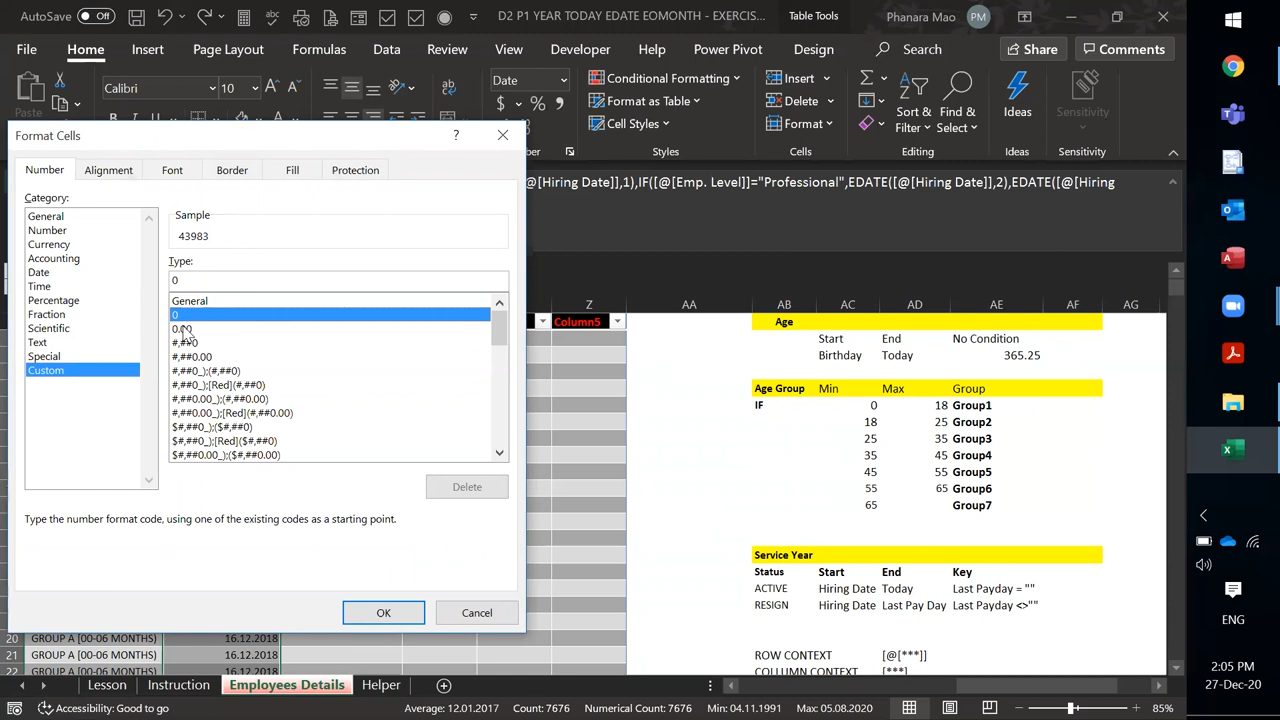 AutoSave Off D2 P1 YEAR TODAY EDATE EOMONTH - EXERCIS... Table Tools Phanara Mao PM
File Home Insert Page Layout Formulas Data Review View Developer Help Power Pivot Design Search Share Comments
Calibri 10 Date Conditional Formatting Insert
Format as Table Delete
Paste Cell Styles Format Sort & Filter Find & Select Ideas Sensitivity
Styles Cells Editing Ideas Sensitivity
Format Cells
Number Alignment Font Border Fill Protection
[@[Hiring Date]],1),IF([@[Emp. Level]]="Professional",EDATE([@[Hiring Date]],2),EDATE([@[Hiring
Category:
General
Number
Currency
Accounting
Date
Time
Percentage
Fraction
Scientific
Text
Special
Custom
Sample
43983
Type:
0
General
0
0.00
#,##0
#,##0.00
#,##0_);(#,##0)
#,##0_);[Red](#,##0)
#,##0.00_);(#,##0.00)
#,##0.00_);[Red](#,##0.00)
$#,##0_);($#,##0)
$#,##0_);[Red]($#,##0)
$#,##0.00_);($#,##0.00)
Delete
Type the number format code, using one of the existing codes as a starting point.
OK Cancel
Z AA AB AC AD AE AF AG
Column5 Age
Start End No Condition
Birthday Today 365.25
Age Group Min Max Group
IF 0 18 Group1
18 25 Group2
25 35 Group3
35 45 Group4
45 55 Group5
55 65 Group6
65 Group7
Service Year
Status Start End Key
ACTIVE Hiring Date Today Last Payday = ""
RESIGN Hiring Date Last Pay Day Last Payday <>""
20 GROUP A [00-06 MONTHS) 16.12.2018
21 GROUP A [00-06 MONTHS) 16.12.2018 ROW CONTEXT [@[***]]
22 GROUP A [00-06 MONTHS) 16.12.2018 COLUMN CONTEXT [***]
Lesson Instruction Employees Details Helper
Accessibility: Good to go Average: 12.01.2017 Count: 7676 Numerical Count: 7676 Min: 04.11.1991 Max: 05.08.2020 85%
ENG
2:05 PM
27-Dec-20